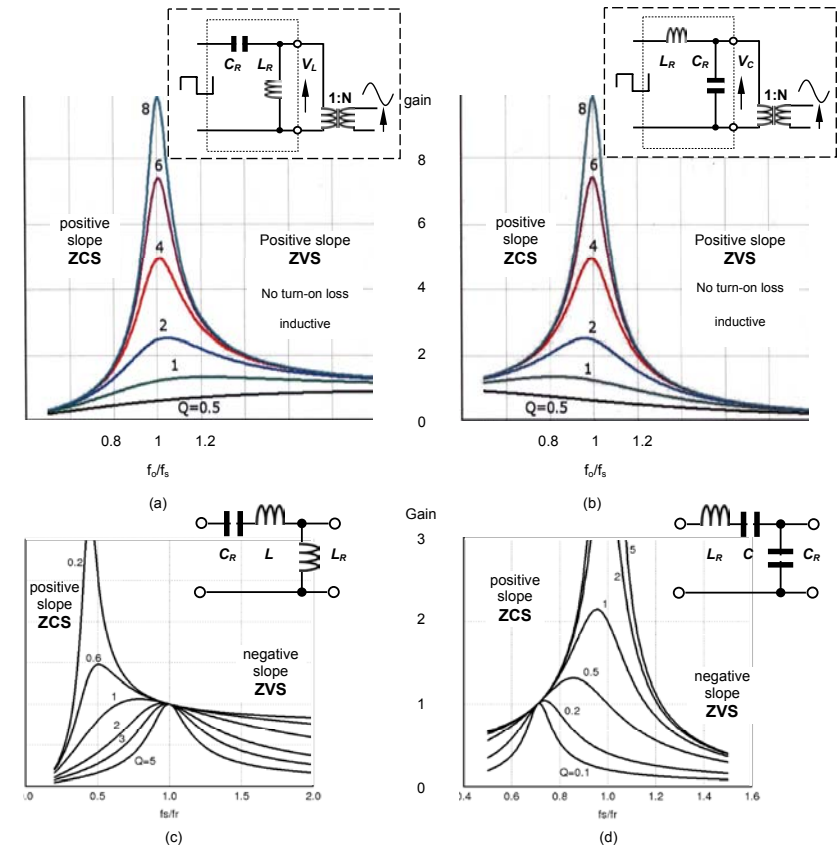 C_R
L_R
V_L
1:N
8
6
4
2
1
Q=0.5
positive
slope
ZCS
Positive slope
ZVS
No turn-on loss
inductive
0.8
1
1.2
f_o/f_s
(a)
gain
8
6
4
2
0
L_R
C_R
V_C
1:N
8
6
4
2
1
Q=0.5
positive
slope
ZCS
Positive slope
ZVS
No turn-on loss
inductive
0.8
1
1.2
f_o/f_s
(b)
C_R
L
L_R
0.2
0.6
1
2
3
Q=5
positive
slope
ZCS
negative
slope
ZVS
0.0
0.5
1.0
1.5
2.0
fs/fr
(c)
Gain
3
2
1
0
L_R
C
C_R
5
2
1
0.5
0.2
Q=0.1
positive
slope
ZCS
negative
slope
ZVS
0.4
0.6
0.8
1.0
1.2
1.4
1.6
fs/fr
(d)